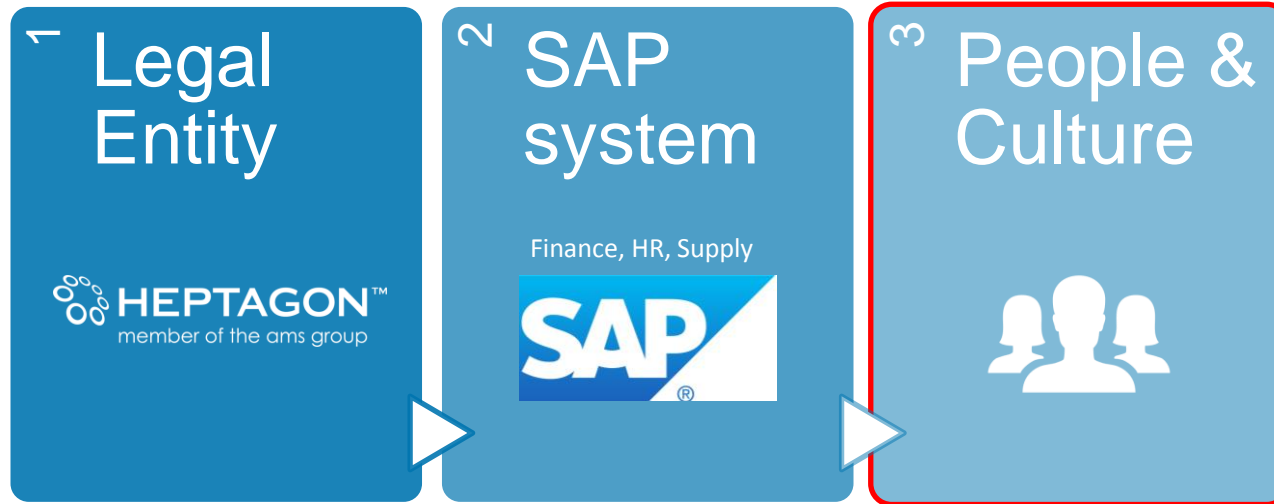 1
Legal
Entity
HEPTAGON™
member of the ams group
2
SAP
system
Finance, HR, Supply
SAP
®
3
People &
Culture